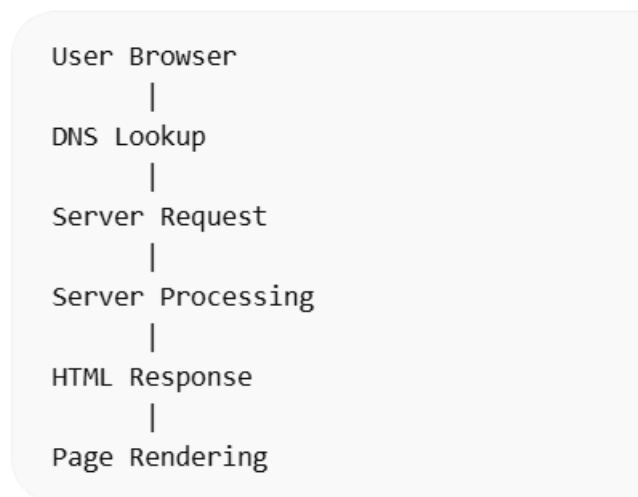 User Browser
|
DNS Lookup
|
Server Request
|
Server Processing
|
HTML Response
|
Page Rendering